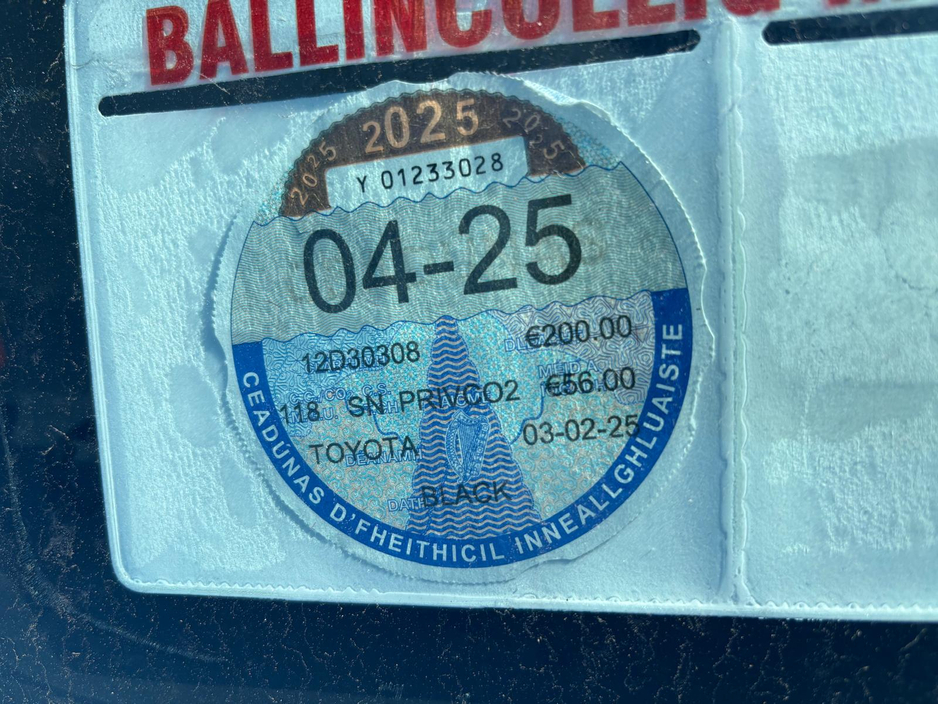 BALLINCOLLIG
2025 2025 2025
Y 01233028
04-25
12D30308 €200.00
118 SN PRIVCO2 €56.00
TOYOTA 03-02-25
BLACK
CEADÚNAS D'FHEITHICIL INNEALLGHLUAISTE